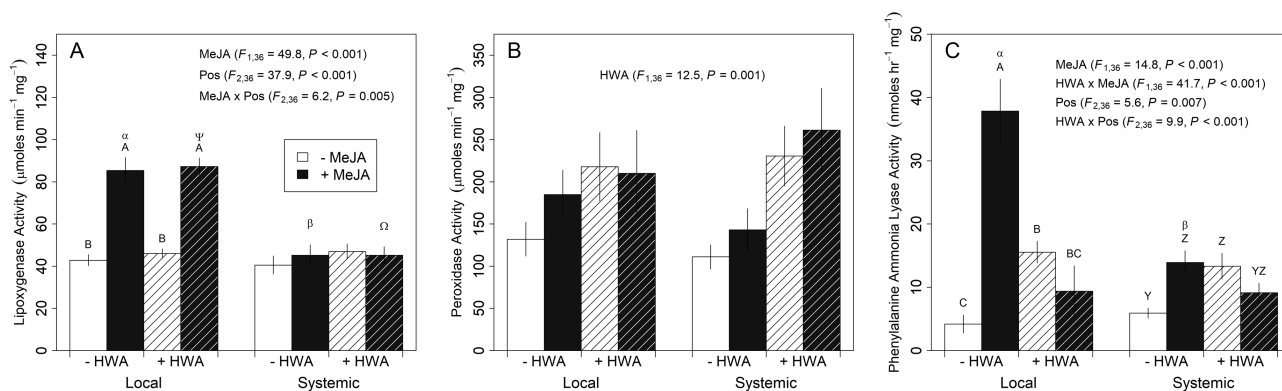 A
MeJA (F1,36 = 49.8, P < 0.001)
Pos (F2,36 = 37.9, P < 0.001)
MeJA x Pos (F2,36 = 6.2, P = 0.005)
- MeJA
+ MeJA
Lipoxygenase Activity (μmoles min−1 mg−1)
0
20
40
60
80
100
120
140
B
α
A
B
Ψ
A
β
Ω
- HWA
+ HWA
- HWA
+ HWA
Local
Systemic
B
HWA (F1,36 = 12.5, P = 0.001)
Peroxidase Activity (μmoles min−1 mg−1)
0
50
100
150
200
250
300
350
- HWA
+ HWA
- HWA
+ HWA
Local
Systemic
C
MeJA (F1,36 = 14.8, P < 0.001)
HWA x MeJA (F1,36 = 41.7, P < 0.001)
Pos (F2,36 = 5.6, P = 0.007)
HWA x Pos (F2,36 = 9.9, P < 0.001)
Phenylalanine Ammonia Lyase Activity (nmoles hr−1 mg−1)
0
10
20
30
40
50
C
α
A
B
BC
Y
β
Z
Z
YZ
- HWA
+ HWA
- HWA
+ HWA
Local
Systemic